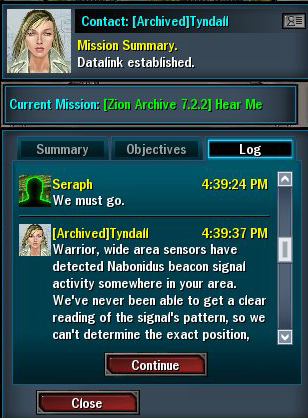 Contact: [Archived]Tyndall
Mission Summary.
Datalink established.
Current Mission: [Zion Archive 7.2.2] Hear Me
Summary
Objectives
Log
Seraph 4:39:24 PM
We must go.
[Archived]Tyndall 4:39:37 PM
Warrior, wide area sensors have
detected Nabonidus beacon signal
activity somewhere in your area.
We've never been able to get a clear
reading of the signal's pattern, so we
can't determine the exact position,
Continue
Close